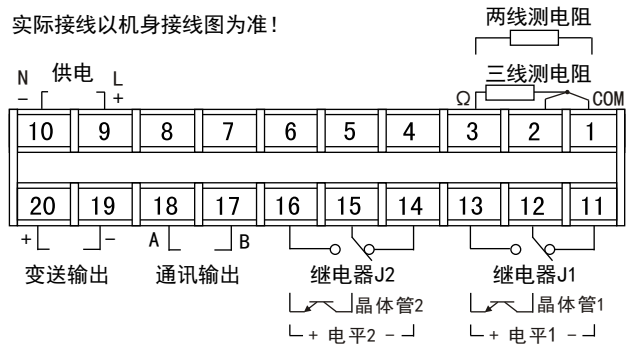 实际接线以机身接线图为准！
两线测电阻
三线测电阻
N 供电 L
− +
Ω COM
10 9 8 7 6 5 4 3 2 1
20 19 18 17 16 15 14 13 12 11
+ − A B
变送输出 通讯输出 继电器J2 继电器J1
晶体管2 晶体管1
+ 电平2 − + 电平1 −